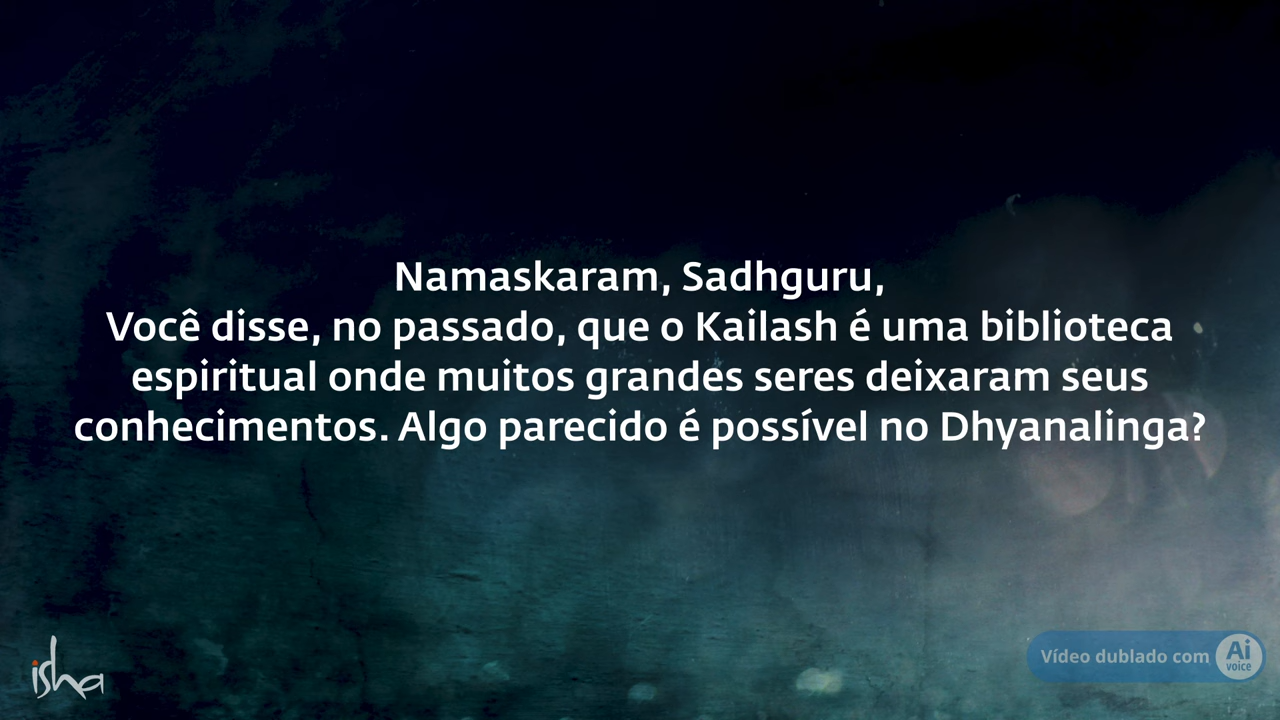 Namaskaram, Sadhguru,
Você disse, no passado, que o Kailash é uma biblioteca
espiritual onde muitos grandes seres deixaram seus
conhecimentos. Algo parecido é possível no Dhyanalinga?
isha
Vídeo dublado com
Ai
voice